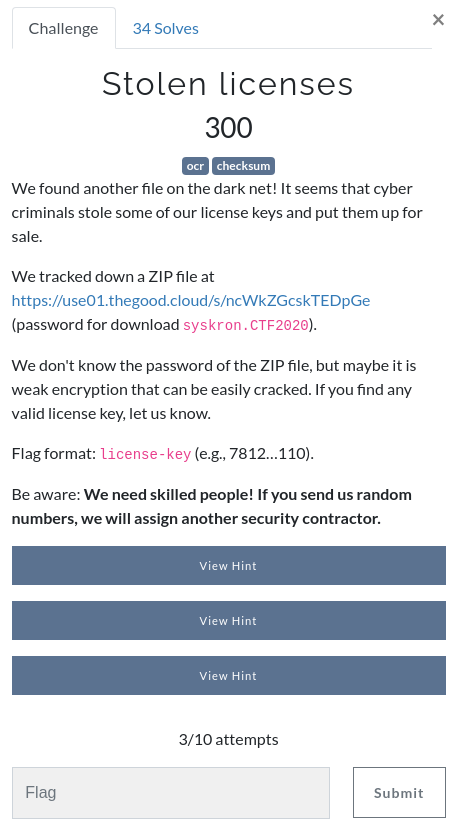 Challenge
34 Solves
×
Stolen licenses
300
ocr checksum
We found another file on the dark net! It seems that cyber
criminals stole some of our license keys and put them up for
sale.
We tracked down a ZIP file at
https://use01.thegood.cloud/s/ncWkZGcskTEDpGe
(password for download syskron.CTF2020).
We don't know the password of the ZIP file, but maybe it is
weak encryption that can be easily cracked. If you find any
valid license key, let us know.
Flag format: license-key (e.g., 7812…110).
Be aware: We need skilled people! If you send us random
numbers, we will assign another security contractor.
View Hint
View Hint
View Hint
3/10 attempts
Flag
Submit